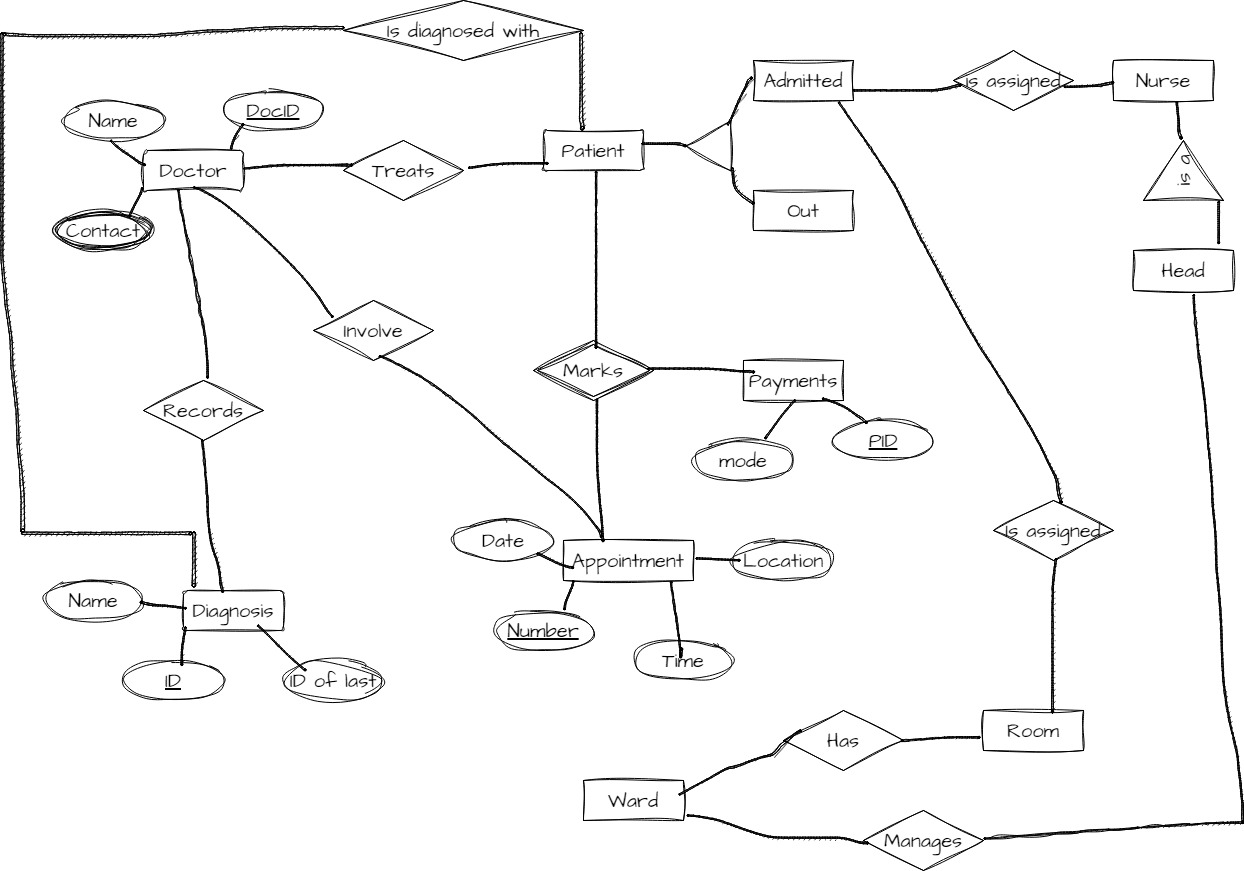 Is diagnosed with
Admitted
is assigned
Nurse
Name
DocID
Patient
is a
Doctor
Treats
Out
Contact
Head
Involve
Marks
Payments
Records
mode
PID
Date
Is assigned
Appointment
Location
Name
Diagnosis
Number
Time
ID
ID of last
Has
Room
Ward
Manages